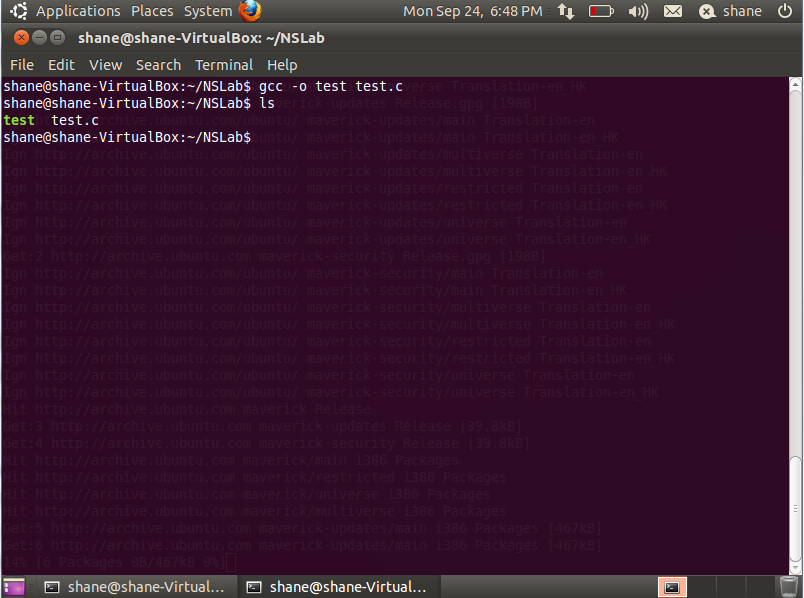 Applications Places System Mon Sep 24, 6:48 PM shane
shane@shane-VirtualBox: ~/NSLab
File Edit View Search Terminal Help
shane@shane-VirtualBox:~/NSLab$ gcc -o test test.c
shane@shane-VirtualBox:~/NSLab$ ls
test test.c
shane@shane-VirtualBox:~/NSLab$
Ign http://archive.ubuntu.com/ubuntu/ maverick-updates/multiverse Translation-en
Ign http://archive.ubuntu.com/ubuntu/ maverick-updates/multiverse Translation-en_HK
Ign http://archive.ubuntu.com/ubuntu/ maverick-updates/restricted Translation-en
Ign http://archive.ubuntu.com/ubuntu/ maverick-updates/restricted Translation-en_HK
Ign http://archive.ubuntu.com/ubuntu/ maverick-updates/universe Translation-en
Ign http://archive.ubuntu.com/ubuntu/ maverick-updates/universe Translation-en_HK
Get:2 http://archive.ubuntu.com maverick-security Release.gpg [198B]
Ign http://archive.ubuntu.com/ubuntu/ maverick-security/main Translation-en
Ign http://archive.ubuntu.com/ubuntu/ maverick-security/main Translation-en_HK
Ign http://archive.ubuntu.com/ubuntu/ maverick-security/multiverse Translation-en
Ign http://archive.ubuntu.com/ubuntu/ maverick-security/multiverse Translation-en_HK
Ign http://archive.ubuntu.com/ubuntu/ maverick-security/restricted Translation-en
Ign http://archive.ubuntu.com/ubuntu/ maverick-security/restricted Translation-en_HK
Ign http://archive.ubuntu.com/ubuntu/ maverick-security/universe Translation-en
Ign http://archive.ubuntu.com/ubuntu/ maverick-security/universe Translation-en_HK
Hit http://archive.ubuntu.com maverick Release
Get:3 http://archive.ubuntu.com maverick-updates Release [39.8kB]
Get:4 http://archive.ubuntu.com maverick-security Release [39.8kB]
Hit http://archive.ubuntu.com maverick/main i386 Packages
Hit http://archive.ubuntu.com maverick/restricted i386 Packages
Hit http://archive.ubuntu.com maverick/universe i386 Packages
Hit http://archive.ubuntu.com maverick/multiverse i386 Packages
Get:5 http://archive.ubuntu.com maverick-updates/main i386 Packages [467kB]
Get:6 http://archive.ubuntu.com maverick-updates/main i386 Packages [467kB]
14% [6 Packages 0B/467kB 0%]
shane@shane-Virtual... shane@shane-Virtual...